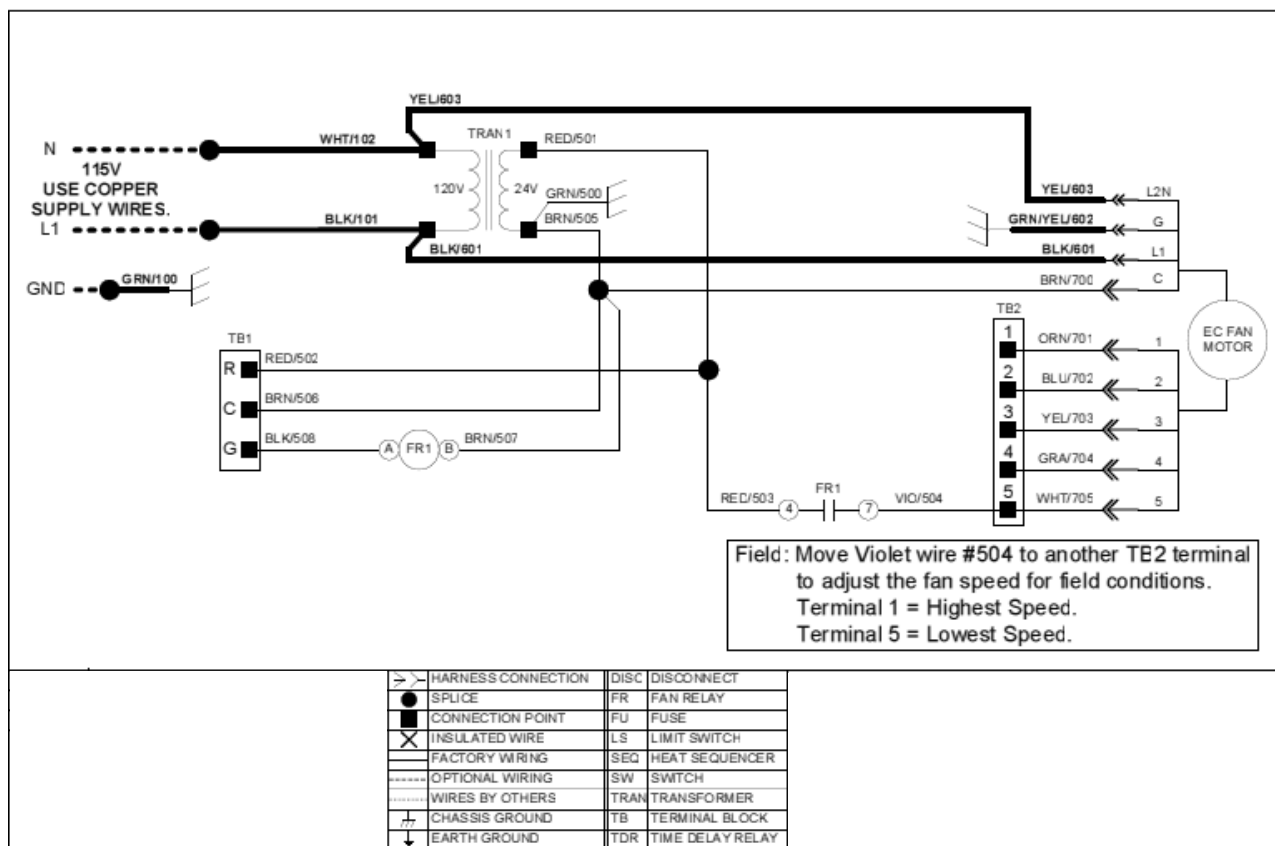 YEL/603
N
WHT/102
TRAN1
RED/501
115V
USE COPPER
SUPPLY WIRES.
120V
24V
GRN/500
YEL/603
L2N
L1
BLK/101
BRN/505
GRN/YEL/602
G
BLK/601
BLK/601
L1
GND
GRN/100
BRN/700
C
TB1
TB2
EC FAN
MOTOR
R
RED/502
1
ORN/701
1
C
BRN/506
2
BLU/702
2
G
BLK/508
A
FR1
B
BRN/507
3
YEL/703
3
4
GRA/704
4
RED/503
4
FR1
7
VIO/504
5
WHT/705
5
Field: Move Violet wire #504 to another TB2 terminal
to adjust the fan speed for field conditions.
Terminal 1 = Highest Speed.
Terminal 5 = Lowest Speed.
HARNESS CONNECTION DISC DISCONNECT
SPLICE FR FAN RELAY
CONNECTION POINT FU FUSE
INSULATED WIRE LS LIMIT SWITCH
FACTORY WIRING SEQ HEAT SEQUENCER
OPTIONAL WIRING SW SWITCH
WIRES BY OTHERS TRAN TRANSFORMER
CHASSIS GROUND TB TERMINAL BLOCK
EARTH GROUND TDR TIME DELAY RELAY